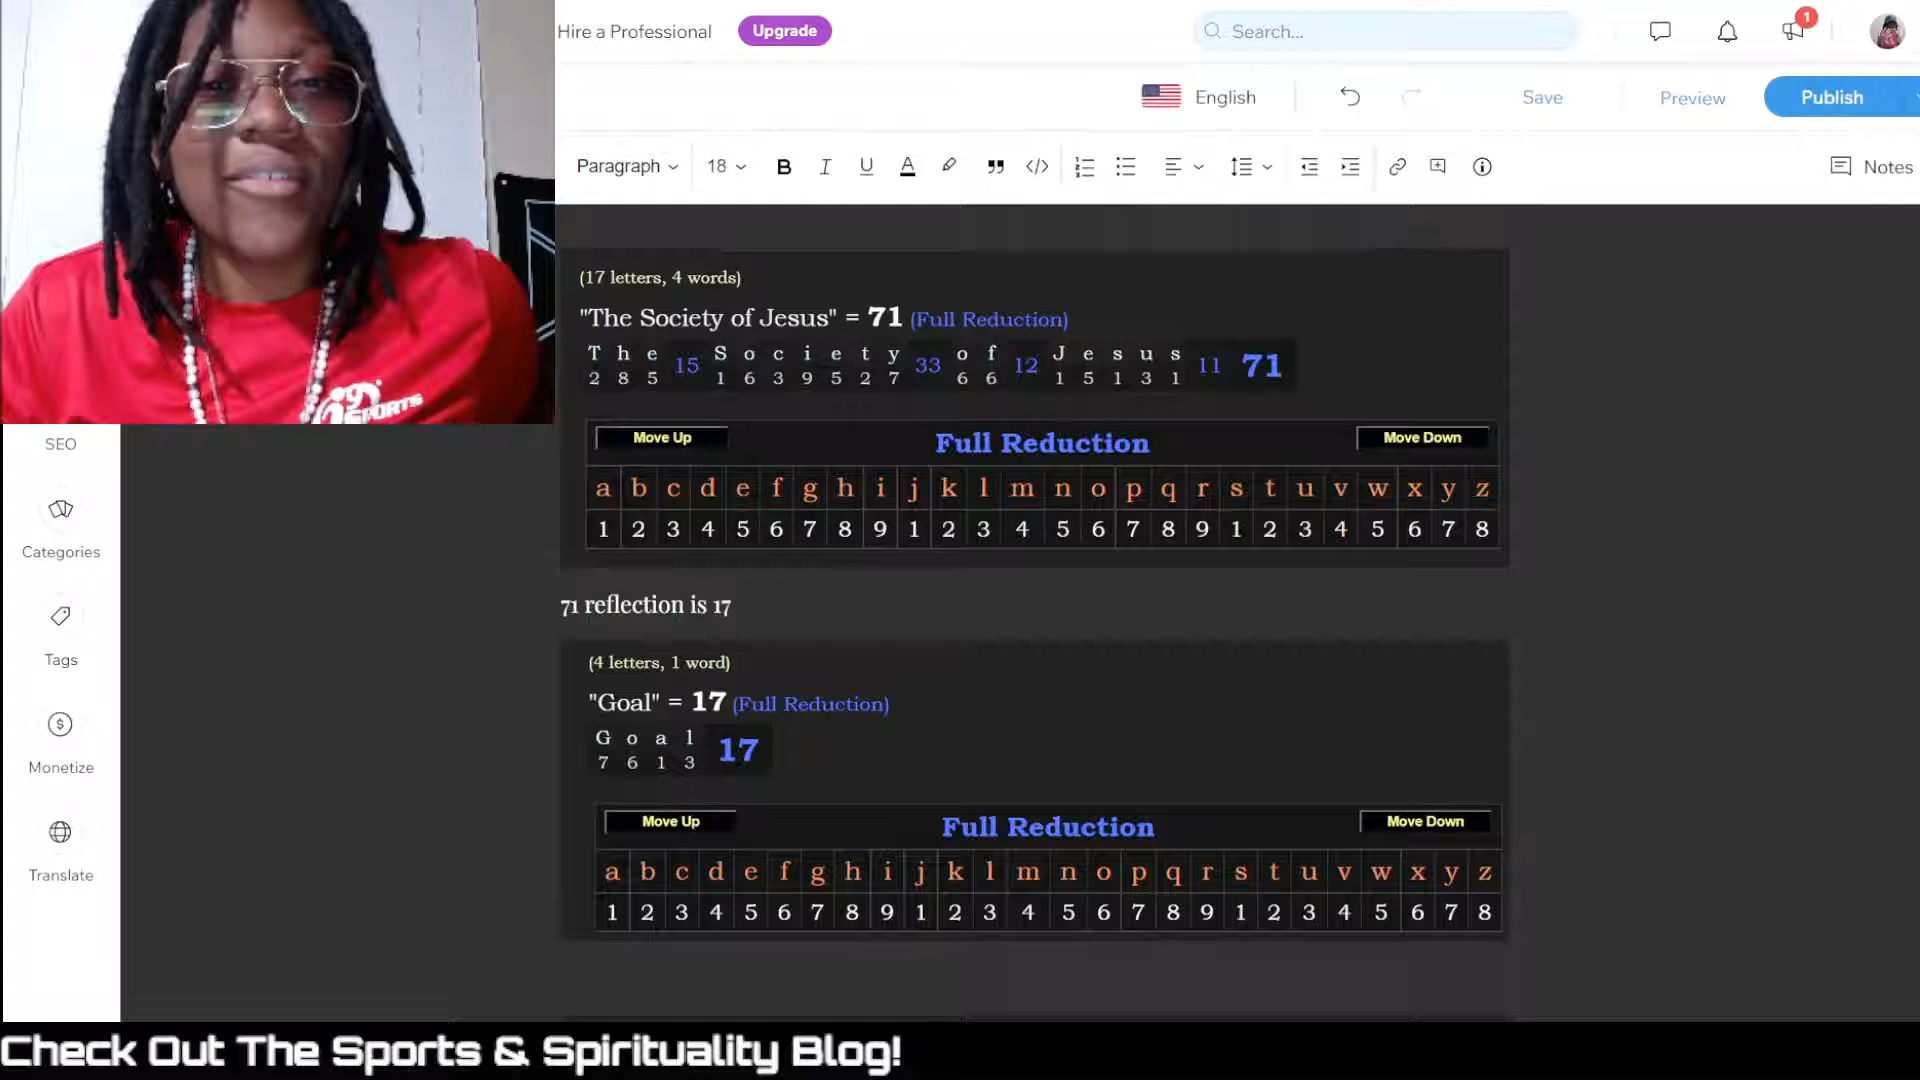 Hire a Professional Upgrade Search... 1
English Save Preview Publish
Paragraph 18 B I U A Notes
(17 letters, 4 words)
"The Society of Jesus" = 71 (Full Reduction)
T h e 15 S o c i e t y 33 o f 12 J e s u s 11 71
2 8 5 1 6 3 9 5 2 7 6 6 1 5 1 3 1
SPORTS
Move Up Full Reduction Move Down
a b c d e f g h i j k l m n o p q r s t u v w x y z
1 2 3 4 5 6 7 8 9 1 2 3 4 5 6 7 8 9 1 2 3 4 5 6 7 8
71 reflection is 17
(4 letters, 1 word)
"Goal" = 17 (Full Reduction)
G o a l 17
7 6 1 3
Move Up Full Reduction Move Down
a b c d e f g h i j k l m n o p q r s t u v w x y z
1 2 3 4 5 6 7 8 9 1 2 3 4 5 6 7 8 9 1 2 3 4 5 6 7 8
SEO
Categories
Tags
Monetize
Translate
Check Out The Sports & Spirituality Blog!